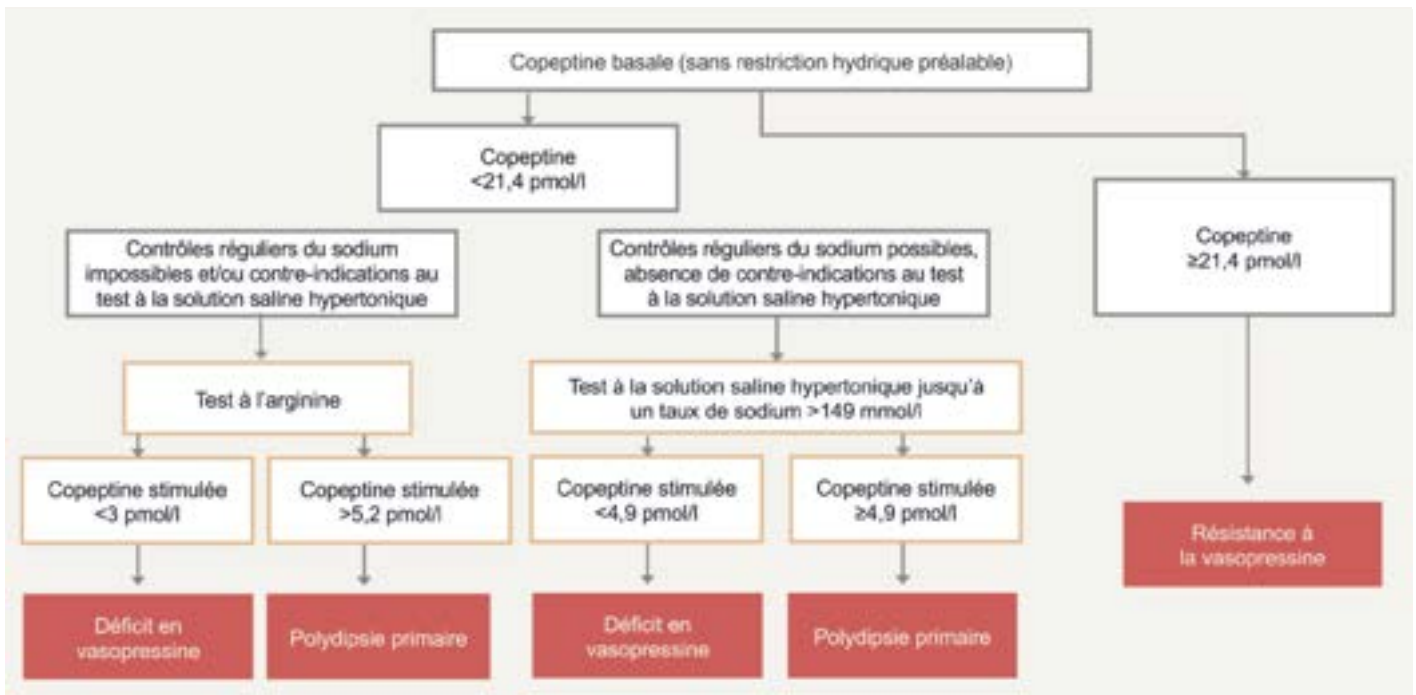 Copeptine basale (sans restriction hydrique préalable)
Copeptine
<21,4 pmol/l
Copeptine
≥21,4 pmol/l
Contrôles réguliers du sodium
impossibles et/ou contre-indications au
test à la solution saline hypertonique
Contrôles réguliers du sodium possibles,
absence de contre-indications au test
à la solution saline hypertonique
Test à l'arginine
Test à la solution saline hypertonique jusqu'à
un taux de sodium >149 mmol/l
Copeptine stimulée
<3 pmol/l
Copeptine stimulée
>5,2 pmol/l
Copeptine stimulée
<4,9 pmol/l
Copeptine stimulée
≥4,9 pmol/l
Résistance à
la vasopressine
Déficit en
vasopressine
Polydipsie primaire
Déficit en
vasopressine
Polydipsie primaire